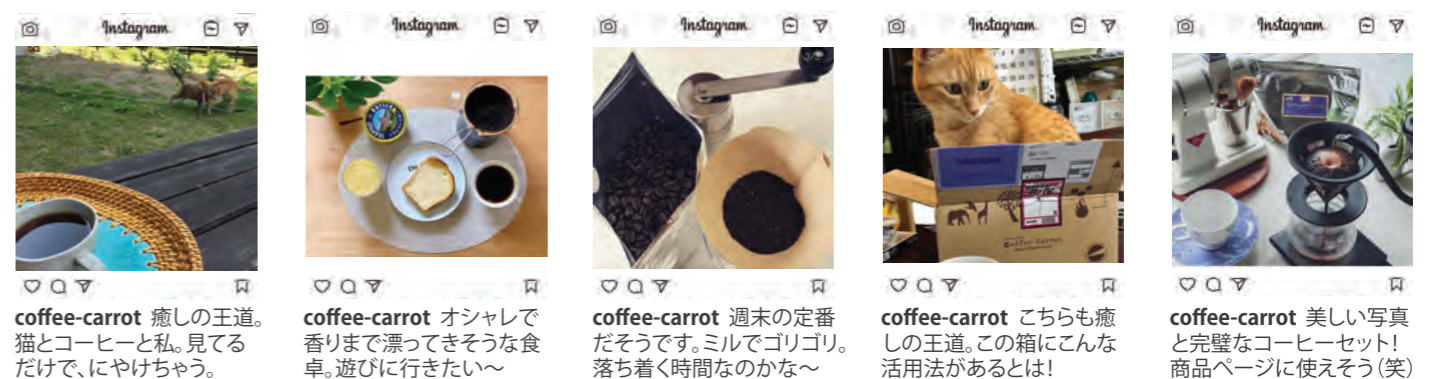 Instagram
coffee-carrot 癒しの王道。
猫とコーヒーと私。見てる
だけで、にやけちゃう。
Instagram
coffee-carrot オシャレで
香りまで漂ってきそうな食
卓。遊びに行きたい〜
Instagram
coffee-carrot 週末の定番
だそうです。ミルでゴリゴリ。
落ち着く時間なのかな〜
Instagram
Coffee-Carrot
coffee-carrot こちらも癒
しの王道。この箱にこんな
活用法があるとは!
Instagram
coffee-carrot 美しい写真
と完璧なコーヒーセット!
商品ページに使えそう(笑)